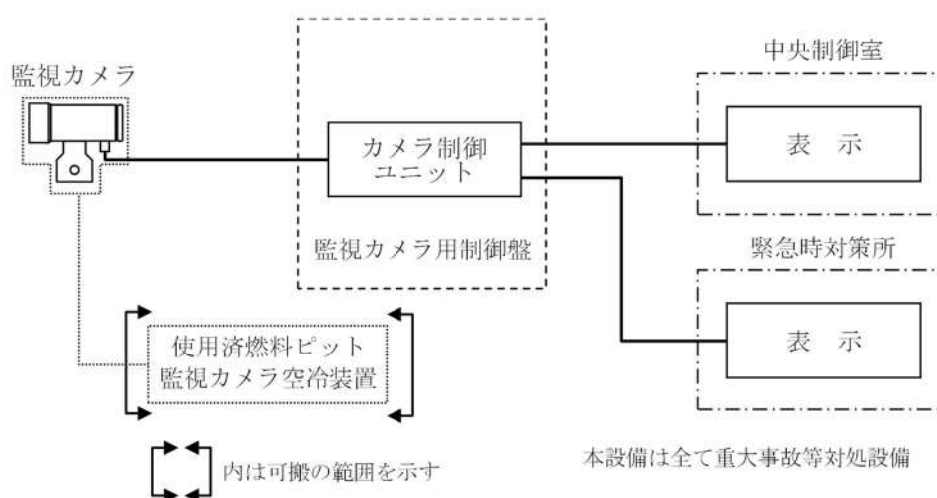 監視カメラ
カメラ制御
ユニット
監視カメラ用制御盤
中央制御室
表 示
緊急時対策所
表 示
使用済燃料ピット
監視カメラ空冷装置
内は可搬の範囲を示す
本設備は全て重大事故等対処設備